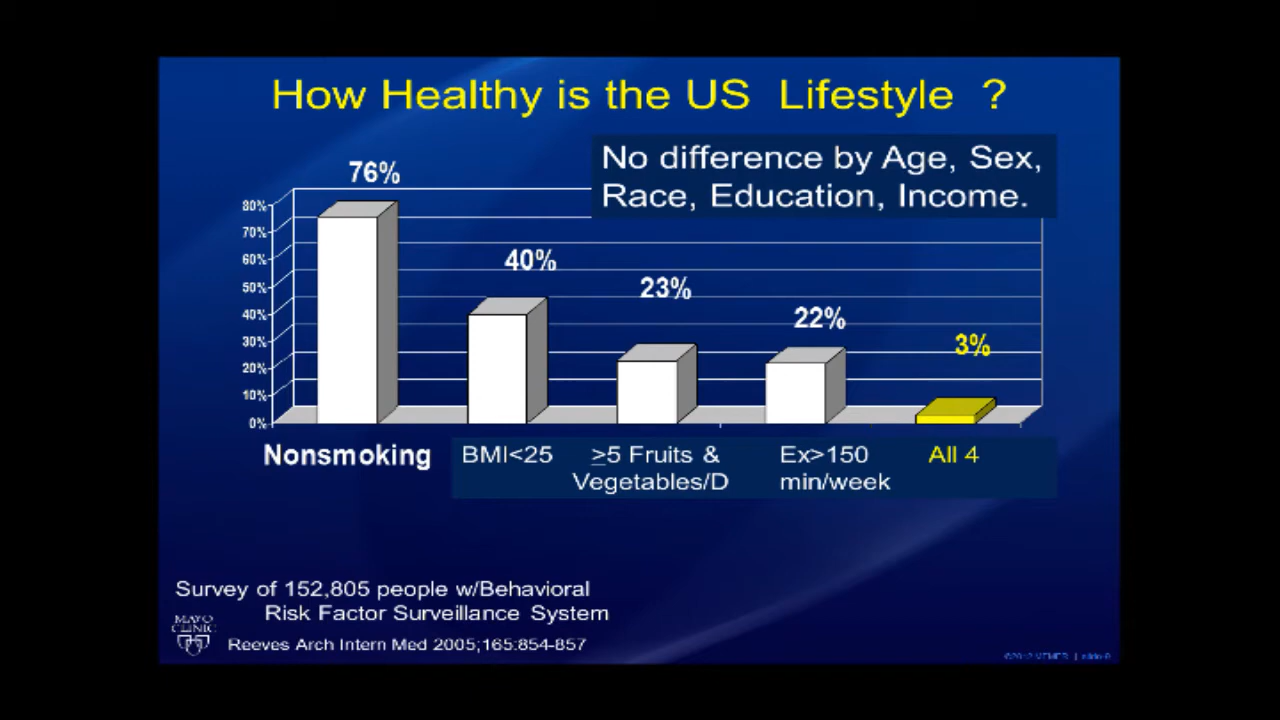 How Healthy is the US Lifestyle ?
No difference by Age, Sex,
Race, Education, Income.
76%
40%
23%
22%
3%
80%
70%
60%
50%
40%
30%
20%
10%
0%
Nonsmoking
BMI<25
≥5 Fruits &
Vegetables/D
Ex>150
min/week
All 4
Survey of 152,805 people w/Behavioral
Risk Factor Surveillance System
MAYO
CLINIC
Reeves Arch Intern Med 2005;165:854-857
©2012 MFMER |